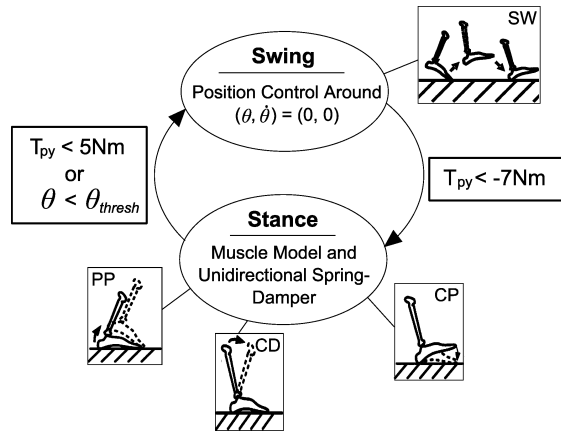 SW
Swing
Position Control Around
(θ, θ̇) = (0, 0)
T_py < 5Nm
or
θ < θ_thresh
T_py < -7Nm
Stance
Muscle Model and
Unidirectional Spring-
Damper
PP
CD
CP